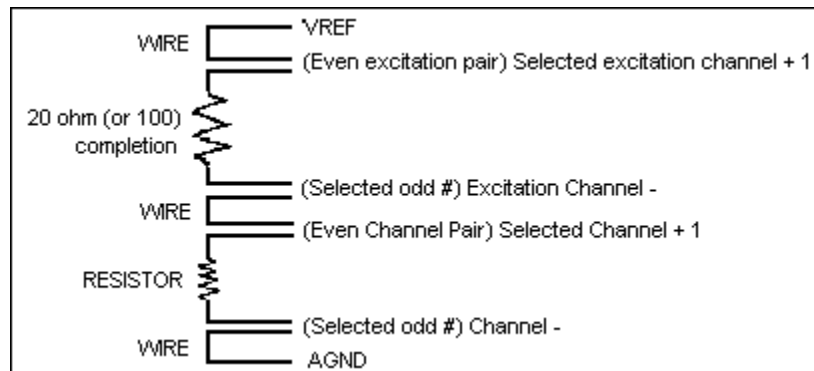 'VREF
WIRE
(Even excitation pair) Selected excitation channel + 1
20 ohm (or 100)
completion
(Selected odd #) Excitation Channel -
WIRE
(Even Channel Pair) Selected Channel + 1
RESISTOR
(Selected odd #) Channel -
WIRE
AGND